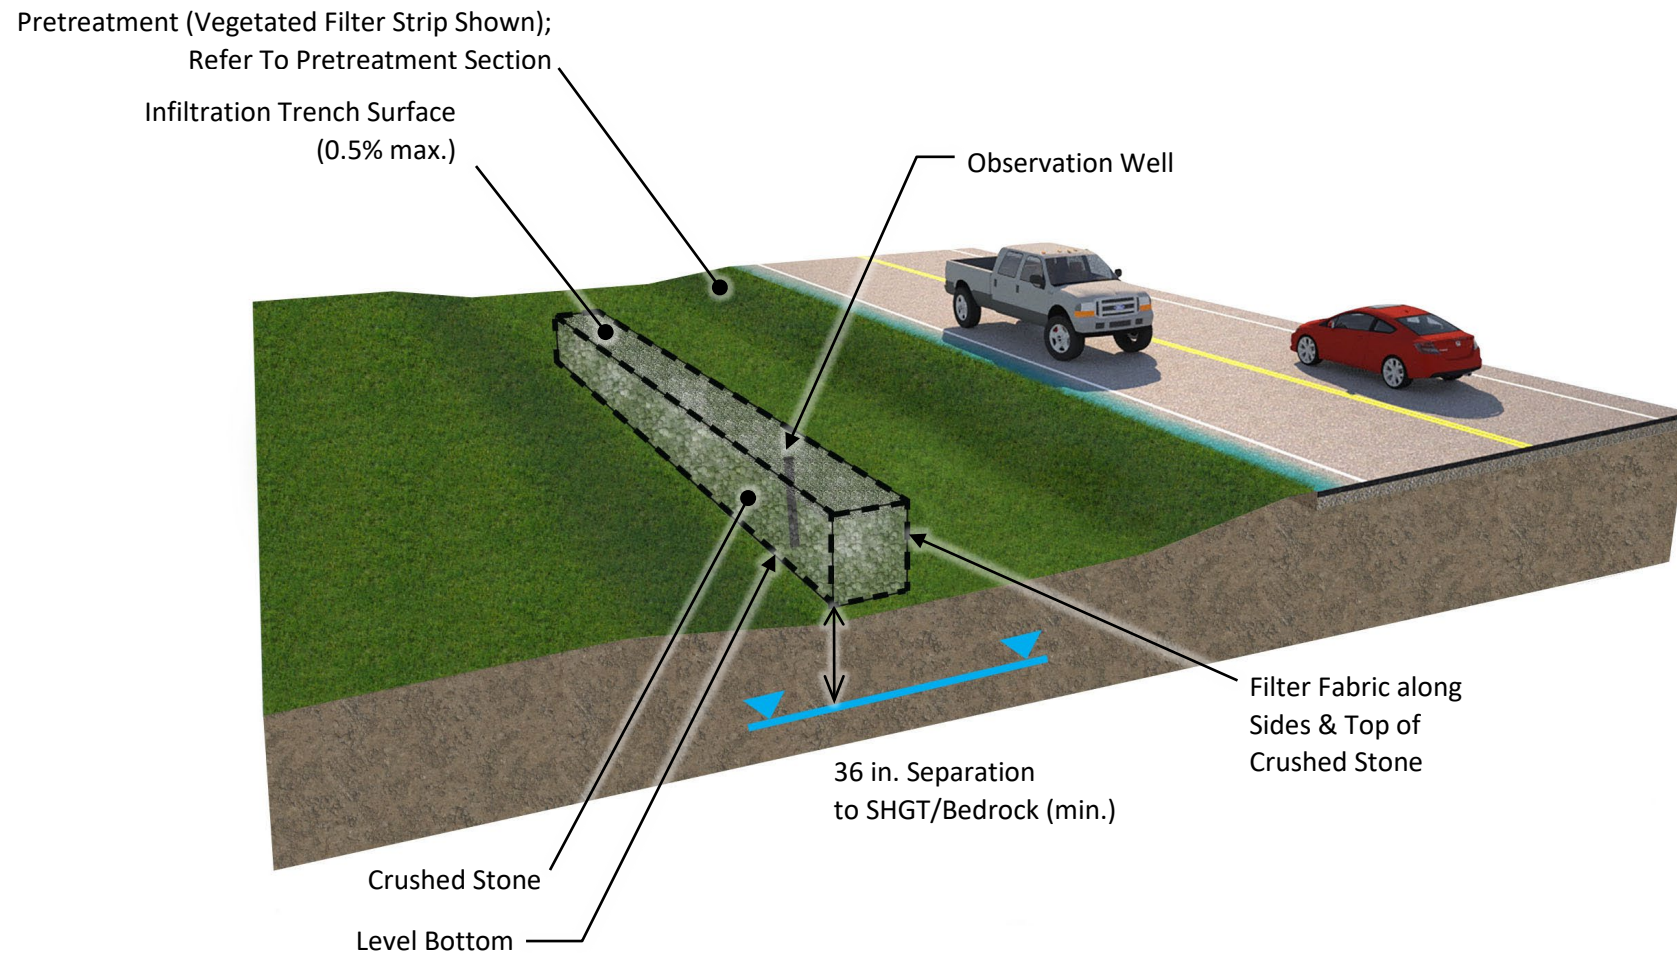 Pretreatment (Vegetated Filter Strip Shown);
Refer To Pretreatment Section
Infiltration Trench Surface
(0.5% max.)
Observation Well
Filter Fabric along
Sides & Top of
Crushed Stone
36 in. Separation
to SHGT/Bedrock (min.)
Crushed Stone
Level Bottom